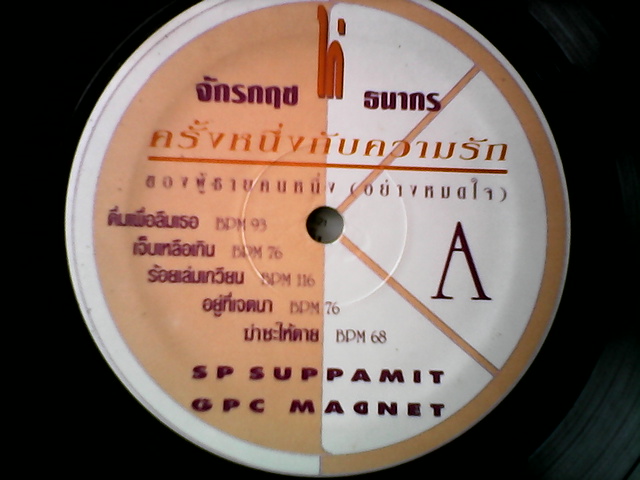 จักรกฤช ธนากร
ครั้งหนึ่งกับความรัก
ของผู้ชายคนหนึ่ง (อย่างหมดใจ)
ดื่มเพื่อลืมเธอ BPM 93
เจ็บเหลือเกิน BPM 76
ร้อยเล่มเกวียน BPM 116
อยู่ที่เจตนา BPM 76
ฆ่าซะให้ตาย BPM 68
A
SP SUPPAMIT
GPC MAGNET